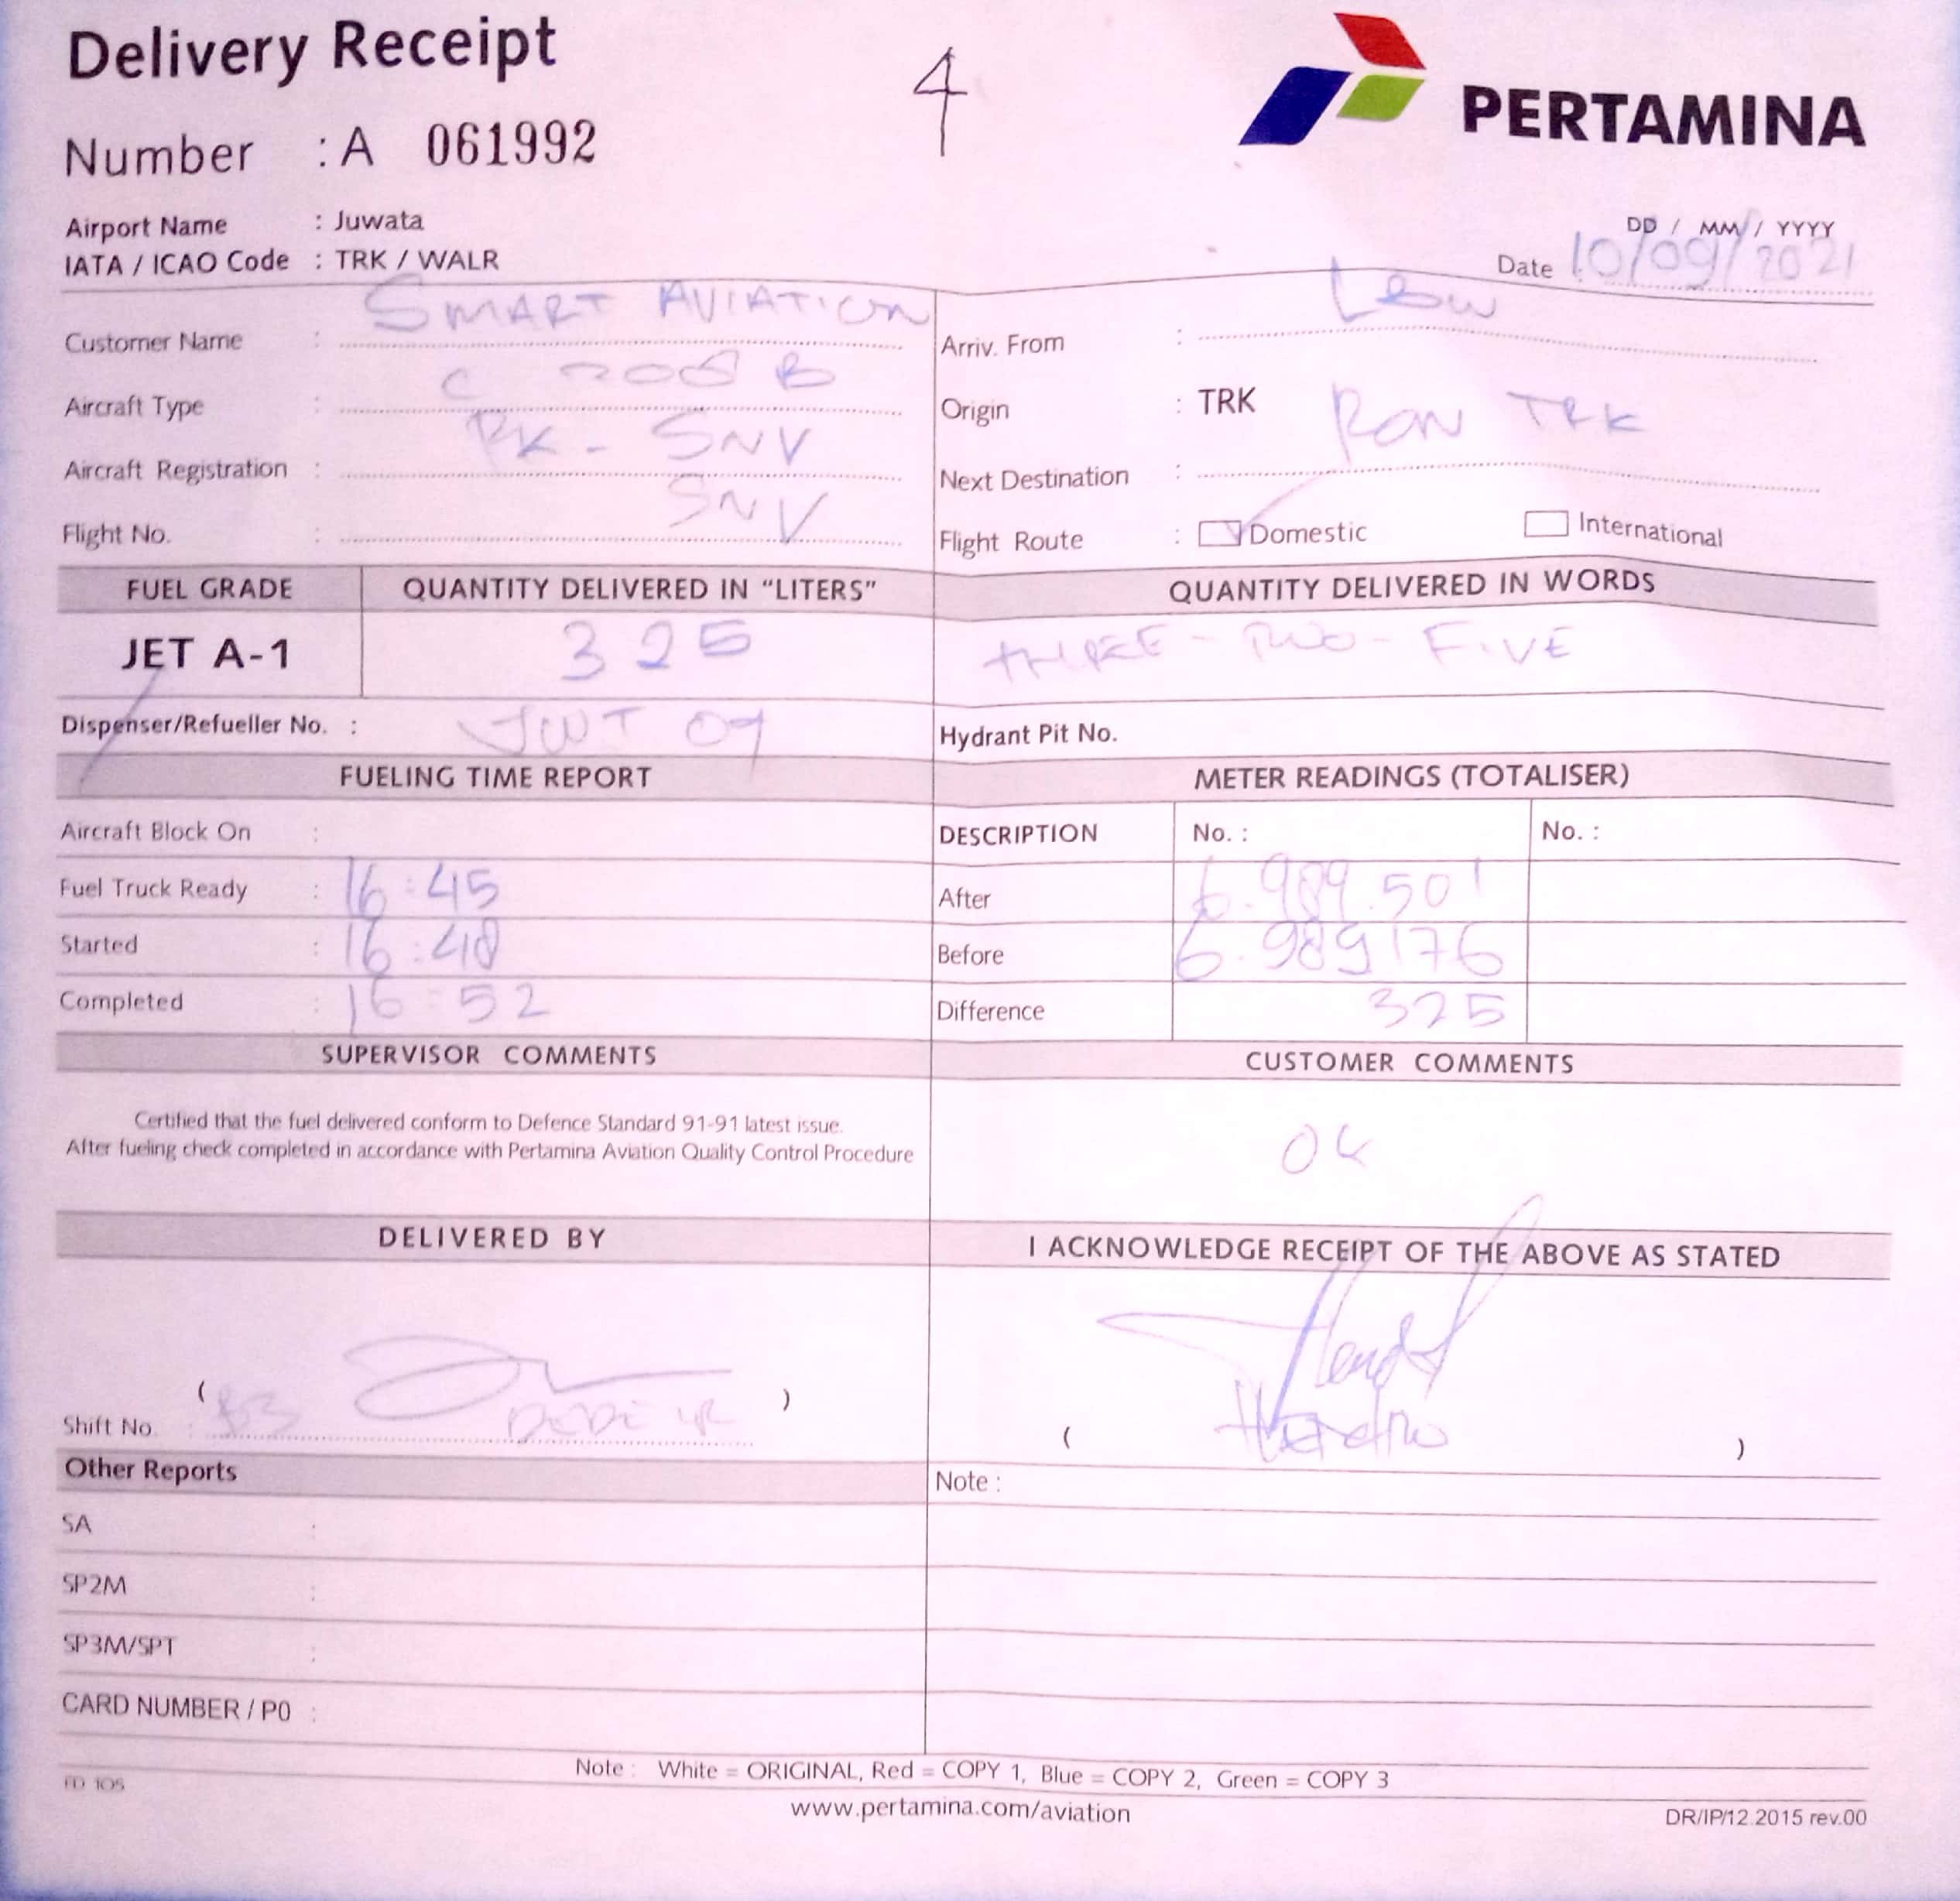 Delivery Receipt
4
PERTAMINA
Number : A 061992
Airport Name : Juwata
IATA / ICAO Code : TRK / WALR
DD / MM / YYYY
Date 10/09/2021
Customer Name : SMART AVIATION
Arriv. From : LBW
Aircraft Type : C 208 B
Origin : TRK
Aircraft Registration : PK - SNV
Next Destination : RON TRK
Flight No. : SNV
Flight Route : Domestic International
FUEL GRADE QUANTITY DELIVERED IN "LITERS" QUANTITY DELIVERED IN WORDS
JET A-1 325 THREE - TWO - FIVE
Dispenser/Refueller No. : JWT 09
Hydrant Pit No.
FUELING TIME REPORT METER READINGS (TOTALISER)
Aircraft Block On :
DESCRIPTION No. : No. :
Fuel Truck Ready : 16:45
After 6.989.501
Started : 16:48
Before 6.989176
Completed : 16:52
Difference 325
SUPERVISOR COMMENTS CUSTOMER COMMENTS
Certified that the fuel delivered conform to Defence Standard 91-91 latest issue.
After fueling check completed in accordance with Pertamina Aviation Quality Control Procedure
OK
DELIVERED BY I ACKNOWLEDGE RECEIPT OF THE ABOVE AS STATED
( )
Shift No. :
( )
Other Reports
Note :
SA :
SP2M :
SP3M/SPT :
CARD NUMBER / P0 :
Note : White = ORIGINAL, Red = COPY 1, Blue = COPY 2, Green = COPY 3
FD 105
www.pertamina.com/aviation
DR/IP/12.2015 rev.00